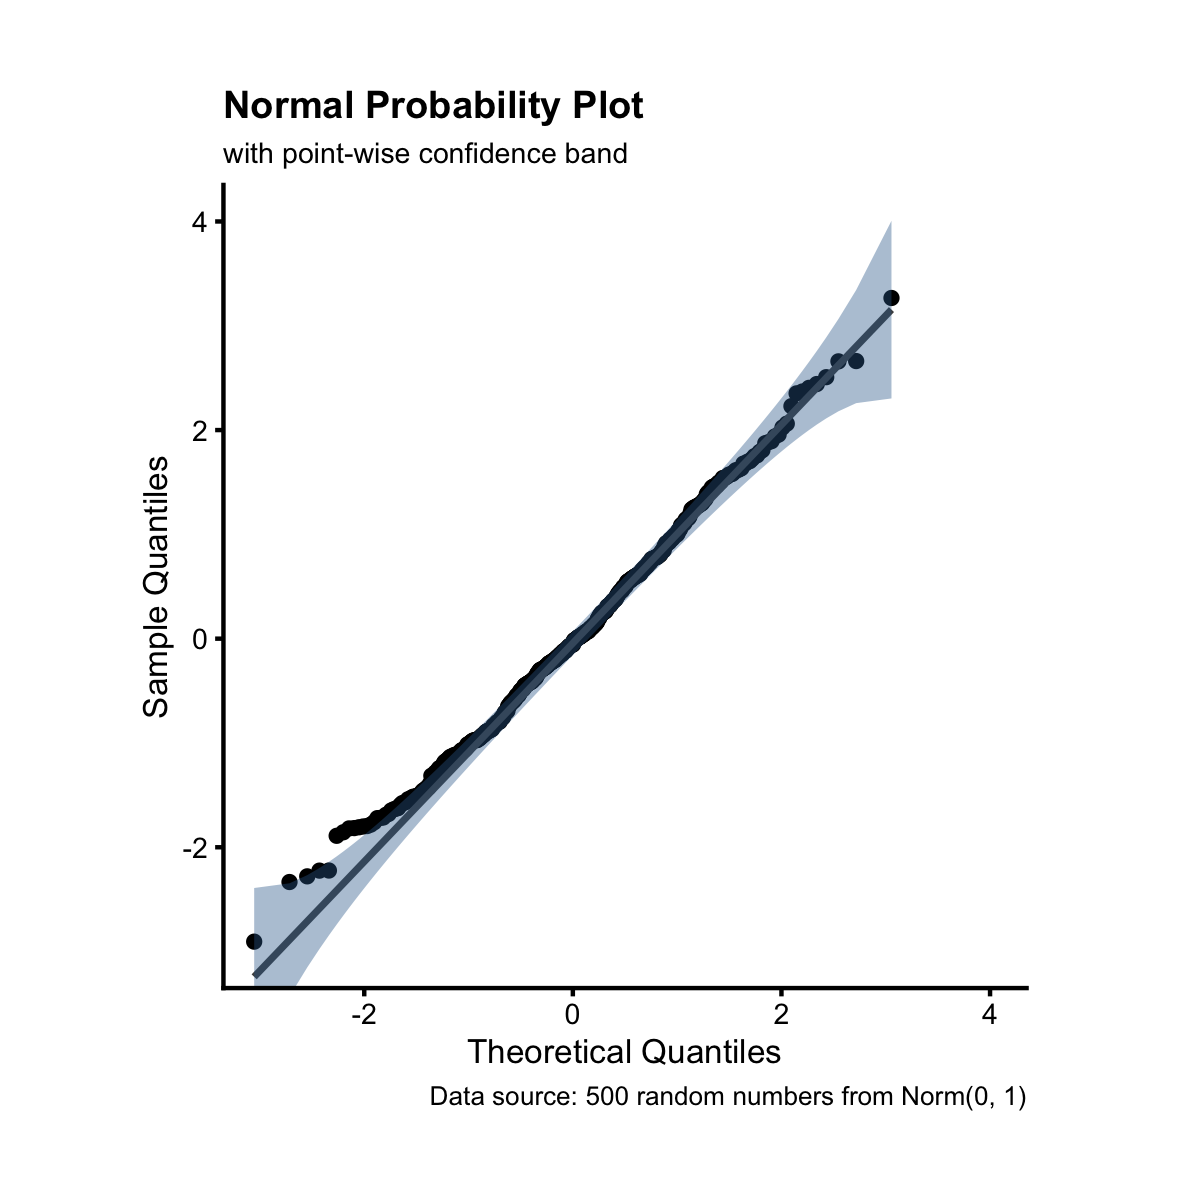 Normal Probability Plot
with point-wise confidence band
Sample Quantiles
4
2
0
-2
-2
0
2
4
Theoretical Quantiles
Data source: 500 random numbers from Norm(0, 1)